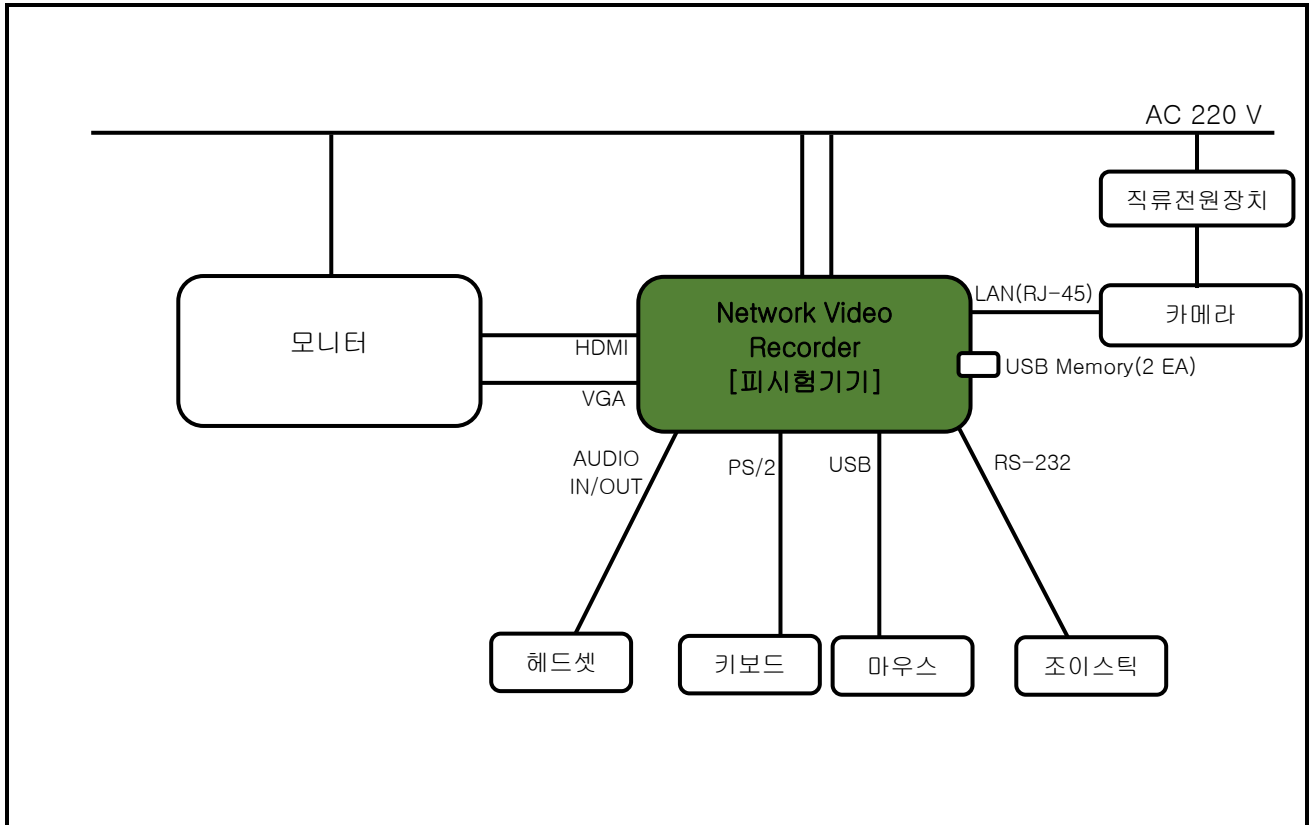 AC 220 V
직류전원장치
모니터
HDMI
VGA
Network Video
Recorder
[피시험기기]
LAN(RJ-45)
카메라
USB Memory(2 EA)
AUDIO
IN/OUT
PS/2
USB
RS-232
헤드셋
키보드
마우스
조이스틱